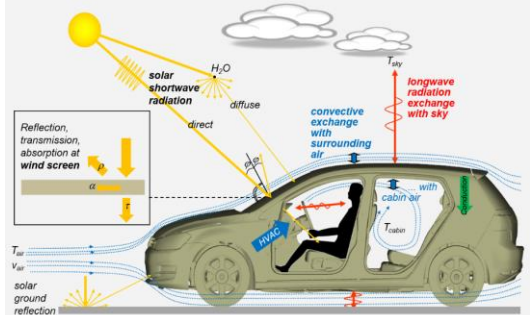 H₂O
T_sky
solar
shortwave
radiation
diffuse
direct
longwave
radiation
exchange
with sky
convective
exchange
with
surrounding
air
Reflection,
transmission,
absorption at
wind screen
ρ
α
τ
with
cabin air
T_cabin
Conduction
HVAC
T_air
v_air
solar
ground
reflection